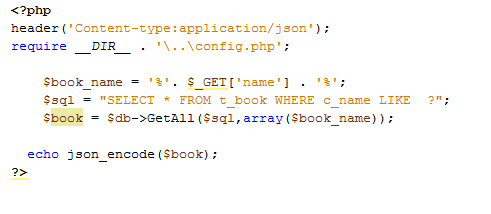 <?php
header('Content-type:application/json');
require __DIR__ . '\..\config.php';
$book_name = '%'. $_GET['name'] . '%';
$sql = "SELECT * FROM t_book WHERE c_name LIKE  ?";
$book = $db->GetAll($sql,array($book_name));
echo json_encode($book);
?>